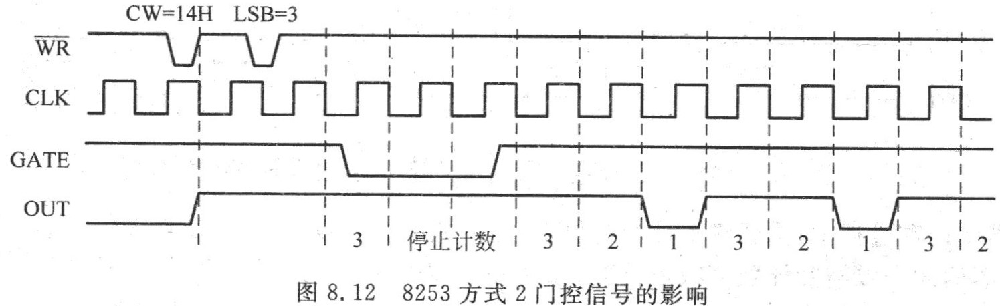 CW=14H LSB=3
WR
CLK
GATE
OUT
3 停止计数 3 2 1 3 2 1 3 2
图 8.12 8253 方式 2 门控信号的影响